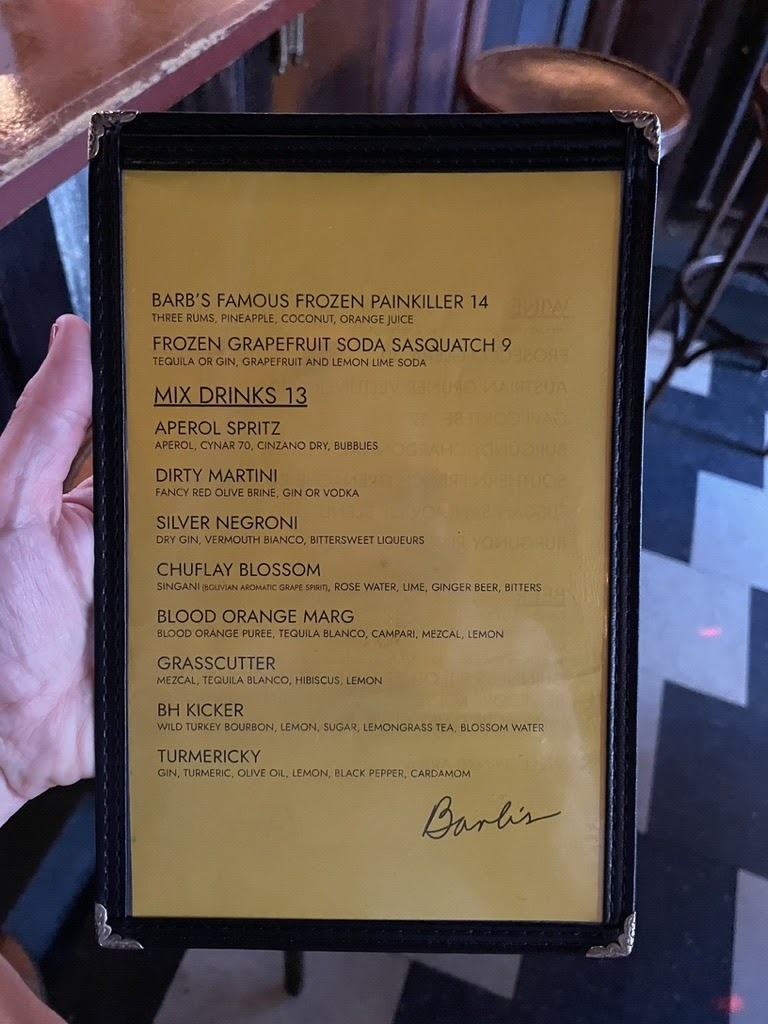 BARB'S FAMOUS FROZEN PAINKILLER 14
THREE RUMS, PINEAPPLE, COCONUT, ORANGE JUICE
FROZEN GRAPEFRUIT SODA SASQUATCH 9
TEQUILA OR GIN, GRAPEFRUIT AND LEMON LIME SODA
MIX DRINKS 13
APEROL SPRITZ
APEROL, CYNAR 70, CINZANO DRY, BUBBLIES
DIRTY MARTINI
FANCY RED OLIVE BRINE, GIN OR VODKA
SILVER NEGRONI
DRY GIN, VERMOUTH BIANCO, BITTERSWEET LIQUEURS
CHUFLAY BLOSSOM
SINGANI (BOLIVIAN AROMATIC GRAPE SPIRIT), ROSE WATER, LIME, GINGER BEER, BITTERS
BLOOD ORANGE MARG
BLOOD ORANGE PUREE, TEQUILA BLANCO, CAMPARI, MEZCAL, LEMON
GRASSCUTTER
MEZCAL, TEQUILA BLANCO, HIBISCUS, LEMON
BH KICKER
WILD TURKEY BOURBON, LEMON, SUGAR, LEMONGRASS TEA, BLOSSOM WATER
TURMERICKY
GIN, TURMERIC, OLIVE OIL, LEMON, BLACK PEPPER, CARDAMOM
Barb's